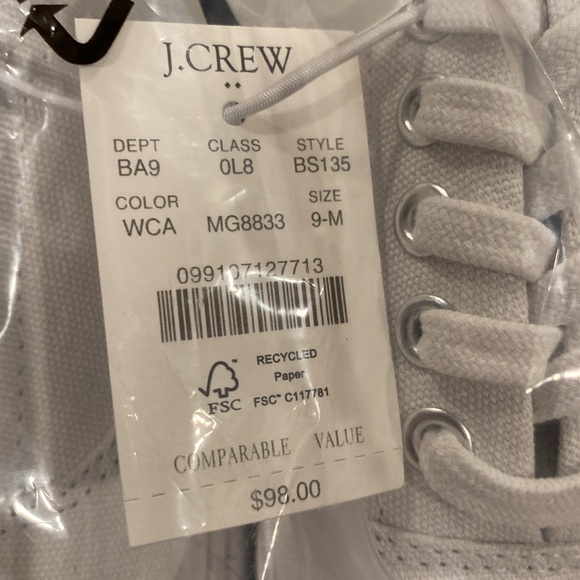 J.CREW
DEPT CLASS STYLE
BA9 0L8 BS135
COLOR SIZE
WCA MG8833 9-M
099107127713
RECYCLED
Paper
FSC™ C117781
FSC™
COMPARABLE VALUE
$98.00